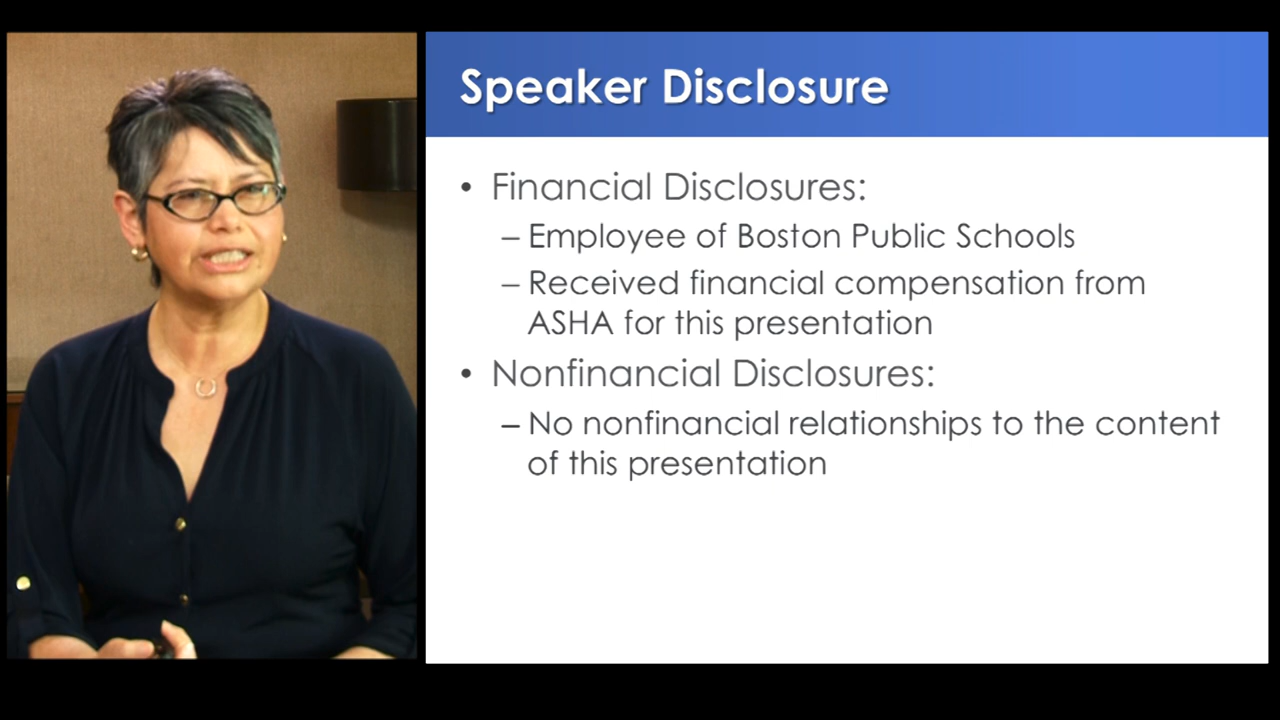 Speaker Disclosure
• Financial Disclosures:
– Employee of Boston Public Schools
– Received financial compensation from
ASHA for this presentation
• Nonfinancial Disclosures:
– No nonfinancial relationships to the content
of this presentation